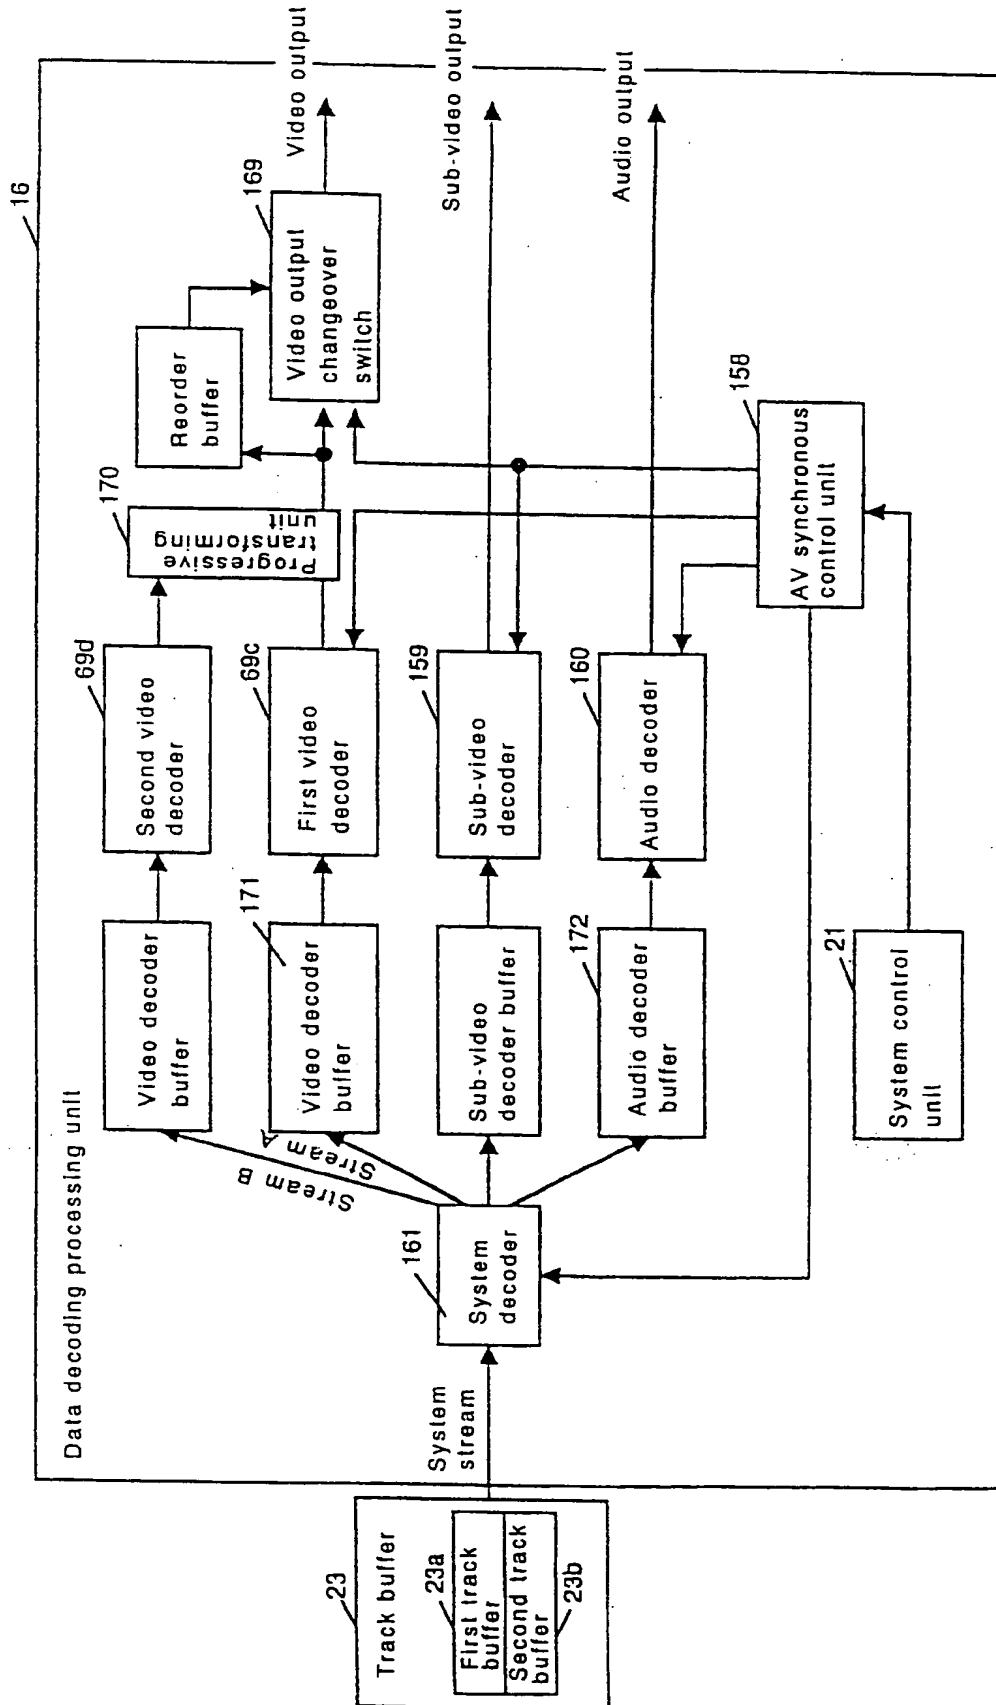 16
Data decoding processing unit
23
Track buffer
23a
First track
buffer
Second track
buffer
23b
System
stream
161
System
decoder
Stream B
Stream A
Video decoder
buffer
171
Video decoder
buffer
Sub-video
decoder buffer
172
Audio decoder
buffer
21
System control
unit
69d
Second video
decoder
69c
First video
decoder
159
Sub-video
decoder
160
Audio decoder
158
AV synchronous
control unit
170
Progressive
transforming
unit
Reorder
buffer
169
Video output
changeover
switch
Video output
Sub-video output
Audio output